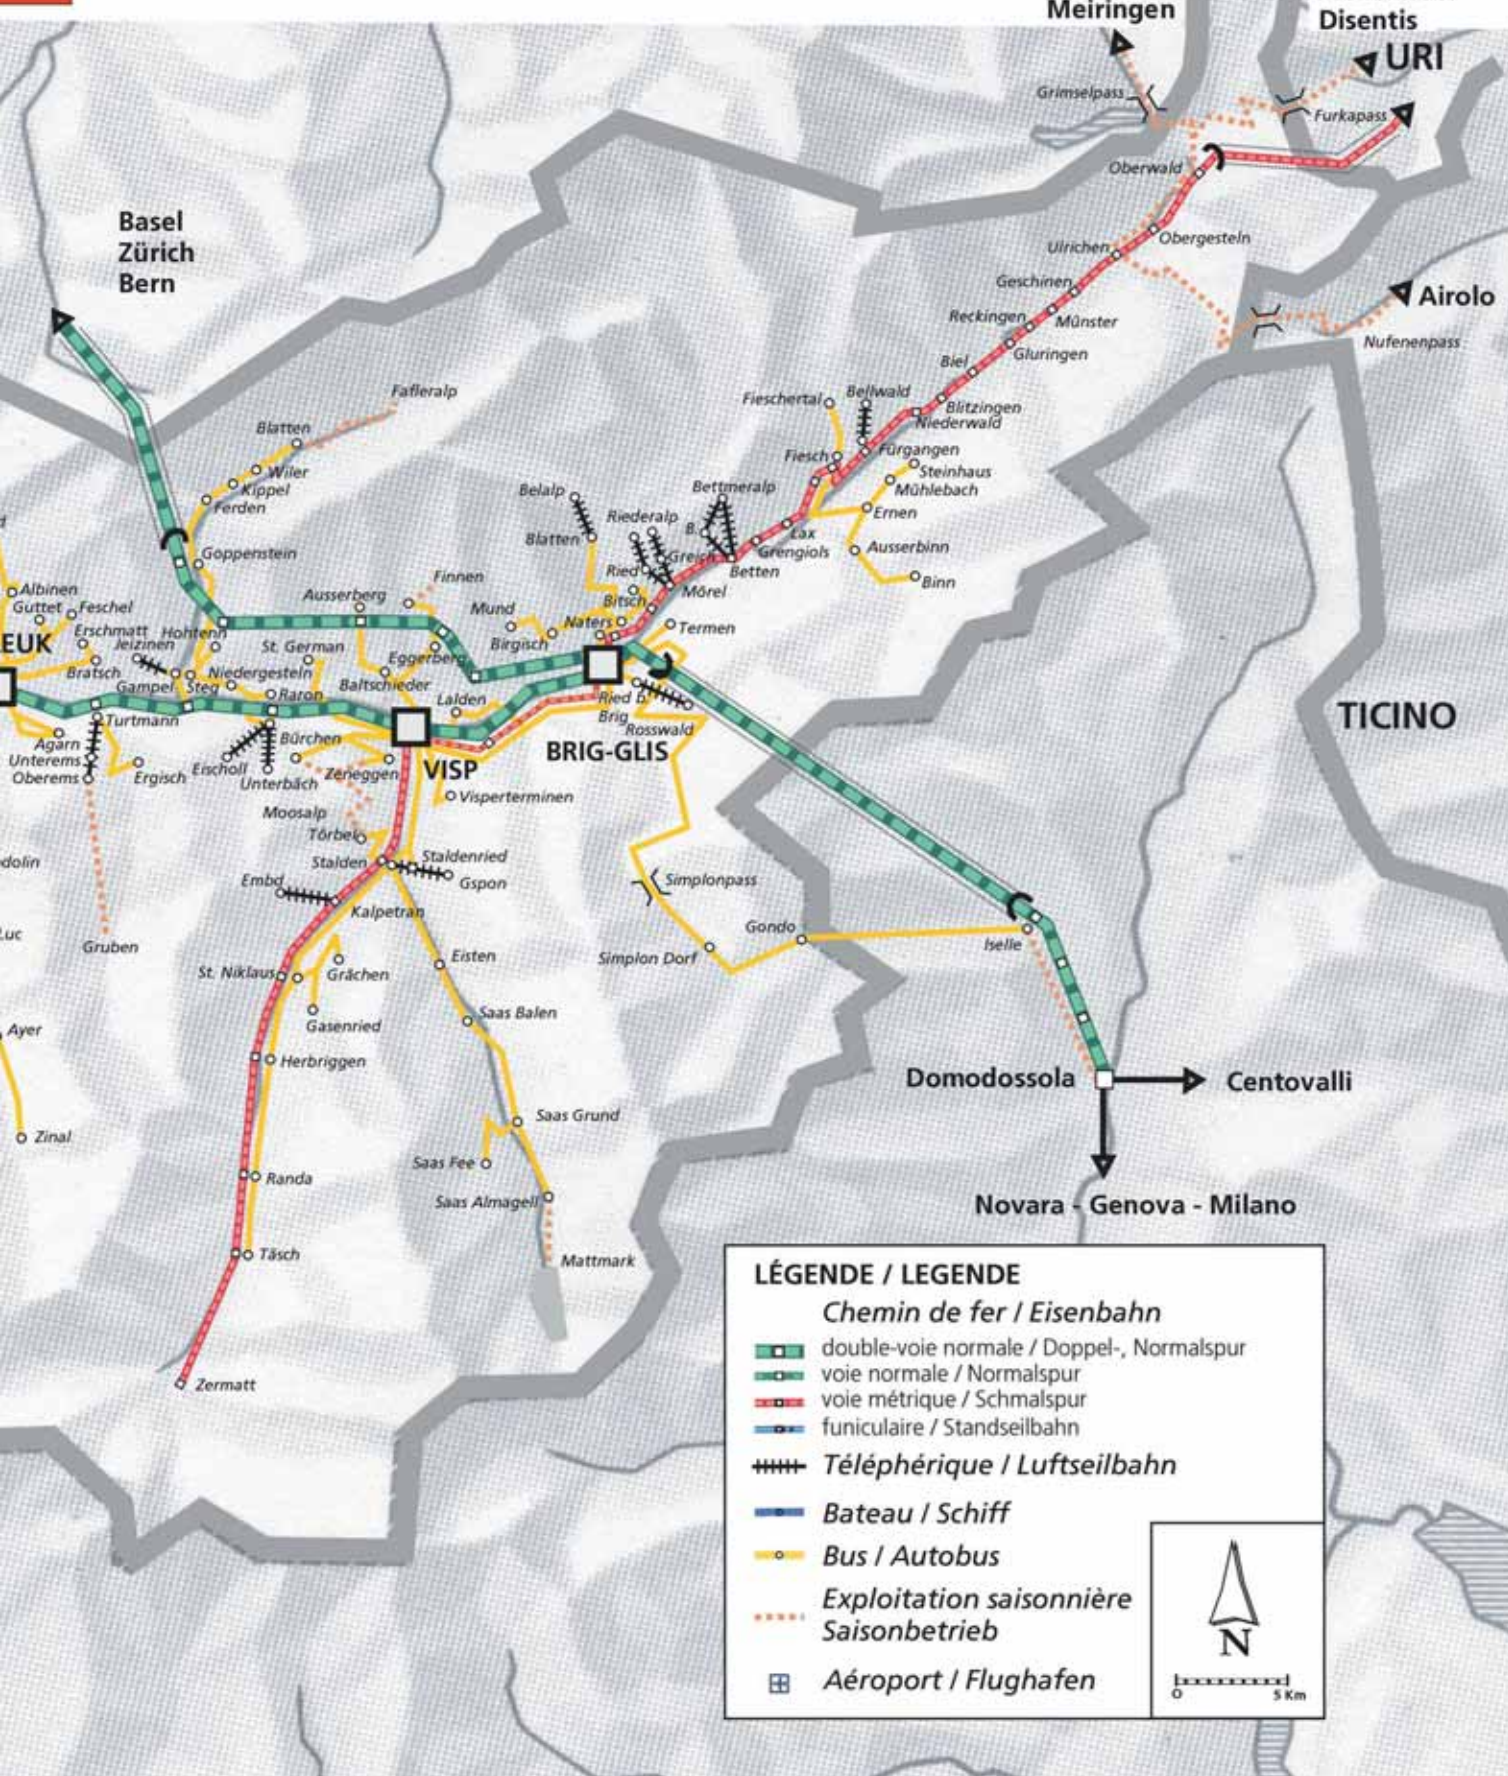 Meiringen
Disentis
URI
Grimselpass
Furkapass
Oberwald
Basel
Zürich
Bern
Obergesteln
Ulrichen
Geschinen
Airolo
Reckingen
Münster
Nufenenpass
Gluringen
Biel
Fafleralp
Fieschertal
Bellwald
Blitzingen
Niederwald
Blatten
Fürgangen
Fiesch
Steinhaus
Wiler
Kippel
Mühlebach
Ferden
Belalp
Bettmeralp
Ernen
Riederalp
B.
Lax
Blatten
Ausserbinn
Goppenstein
Greich
Grengiols
Ried
Betten
Binn
Finnen
Albinen
Ausserberg
Mörel
Guttet
Feschel
Mund
Bitsch
Naters
Termen
Erschmatt
Hohtenn
EUK
Jeizinen
St. German
Birgisch
Eggerberg
Bratsch
Niedergesteln
Gampel
Steg
Baltschieder
Raron
Lalden
Ried b.
Brig
Turtmann
Rosswald
Bürchen
Agarn
BRIG-GLIS
Unterems
Eischoll
VISP
TICINO
Oberems
Ergisch
Zeneggen
Unterbäch
Visperterminen
Moosalp
Törbel
Staldenried
dolin
Stalden
Embd
Gspon
Simplonpass
Kalpetran
Luc
Gondo
Gruben
Iselle
Eisten
Simplon Dorf
St. Niklaus
Grächen
Saas Balen
Gasenried
Ayer
Herbriggen
Domodossola
Centovalli
Saas Grund
Zinal
Saas Fee
Randa
Saas Almagell
Novara - Genova - Milano
Täsch
Mattmark
Zermatt
LÉGENDE / LEGENDE
Chemin de fer / Eisenbahn
double-voie normale / Doppel-, Normalspur
voie normale / Normalspur
voie métrique / Schmalspur
funiculaire / Standseilbahn
Téléphérique / Luftseilbahn
Bateau / Schiff
Bus / Autobus
Exploitation saisonnière
Saisonbetrieb
Aéroport / Flughafen
N
0 5 Km